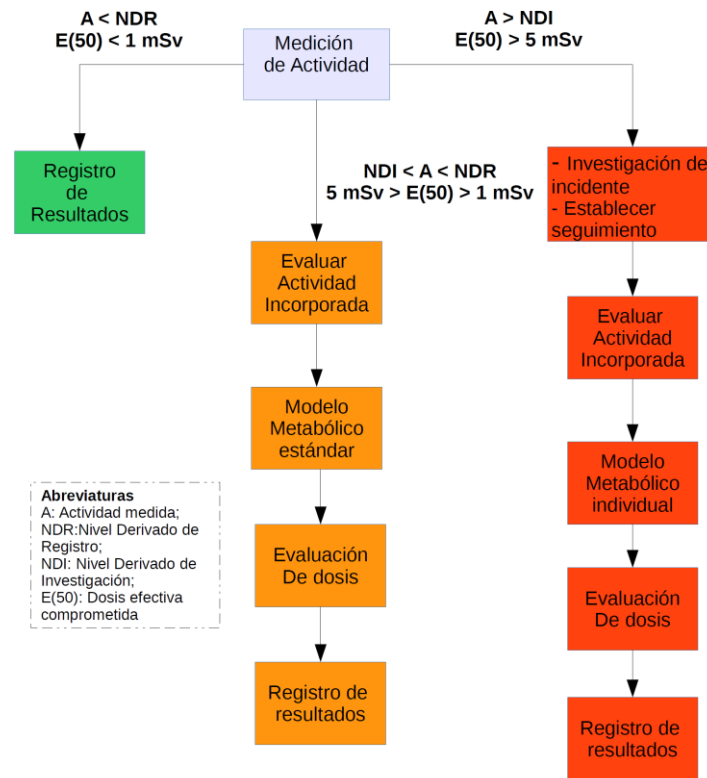 A < NDR
E(50) < 1 mSv
Medición
de Actividad
A > NDI
E(50) > 5 mSv
Registro
de
Resultados
NDI < A < NDR
5 mSv > E(50) > 1 mSv
- Investigación de
incidente
- Establecer
seguimiento
Evaluar
Actividad
Incorporada
Evaluar
Actividad
Incorporada
Modelo
Metabólico
estándar
Modelo
Metabólico
individual
Abreviaturas
A: Actividad medida;
NDR:Nivel Derivado de
Registro;
NDI: Nivel Derivado de
Investigación;
E(50): Dosis efectiva
comprometida
Evaluación
De dosis
Evaluación
De dosis
Registro de
resultados
Registro de
resultados